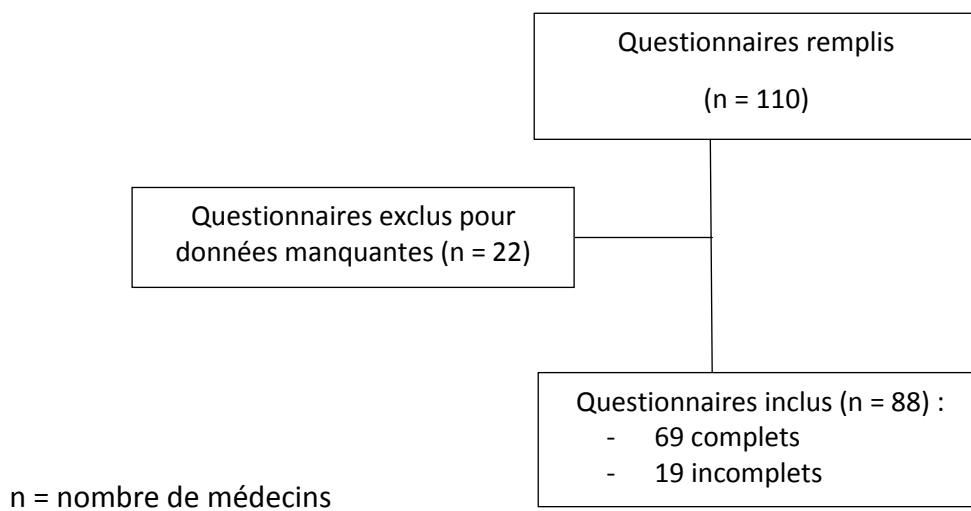 Questionnaires remplis
(n = 110)
Questionnaires exclus pour
données manquantes (n = 22)
Questionnaires inclus (n = 88) :
- 69 complets
- 19 incomplets
n = nombre de médecins